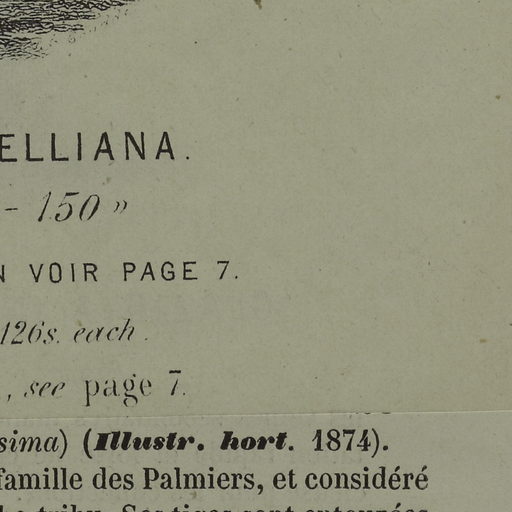 ELLIANA.
- 150 »
N VOIR PAGE 7.
126s. each.
, see page 7.
sima) (Illustr. hort. 1874).
famille des Palmiers, et considéré